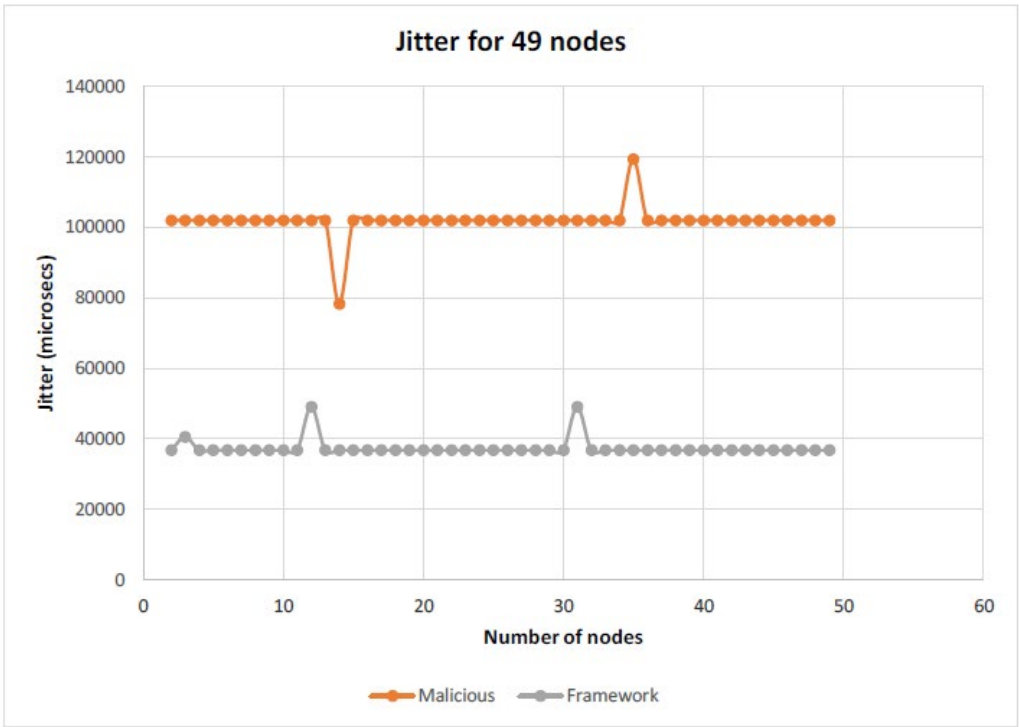 Jitter for 49 nodes
140000
120000
100000
80000
60000
40000
20000
0
Jitter (microsecs)
0 10 20 30 40 50 60
Number of nodes
Malicious Framework